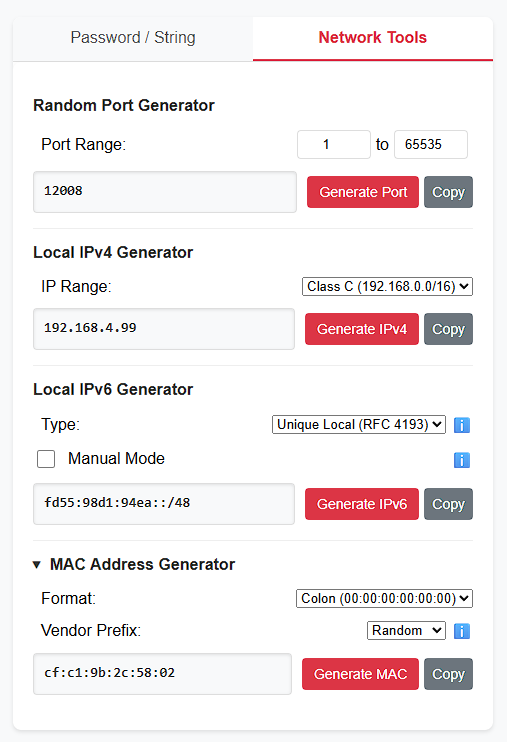 Password / String
Network Tools
Random Port Generator
Port Range: 1 to 65535
12008 Generate Port Copy
Local IPv4 Generator
IP Range: Class C (192.168.0.0/16)
192.168.4.99 Generate IPv4 Copy
Local IPv6 Generator
Type: Unique Local (RFC 4193) i
Manual Mode i
fd55:98d1:94ea::/48 Generate IPv6 Copy
▼ MAC Address Generator
Format: Colon (00:00:00:00:00:00)
Vendor Prefix: Random i
cf:c1:9b:2c:58:02 Generate MAC Copy